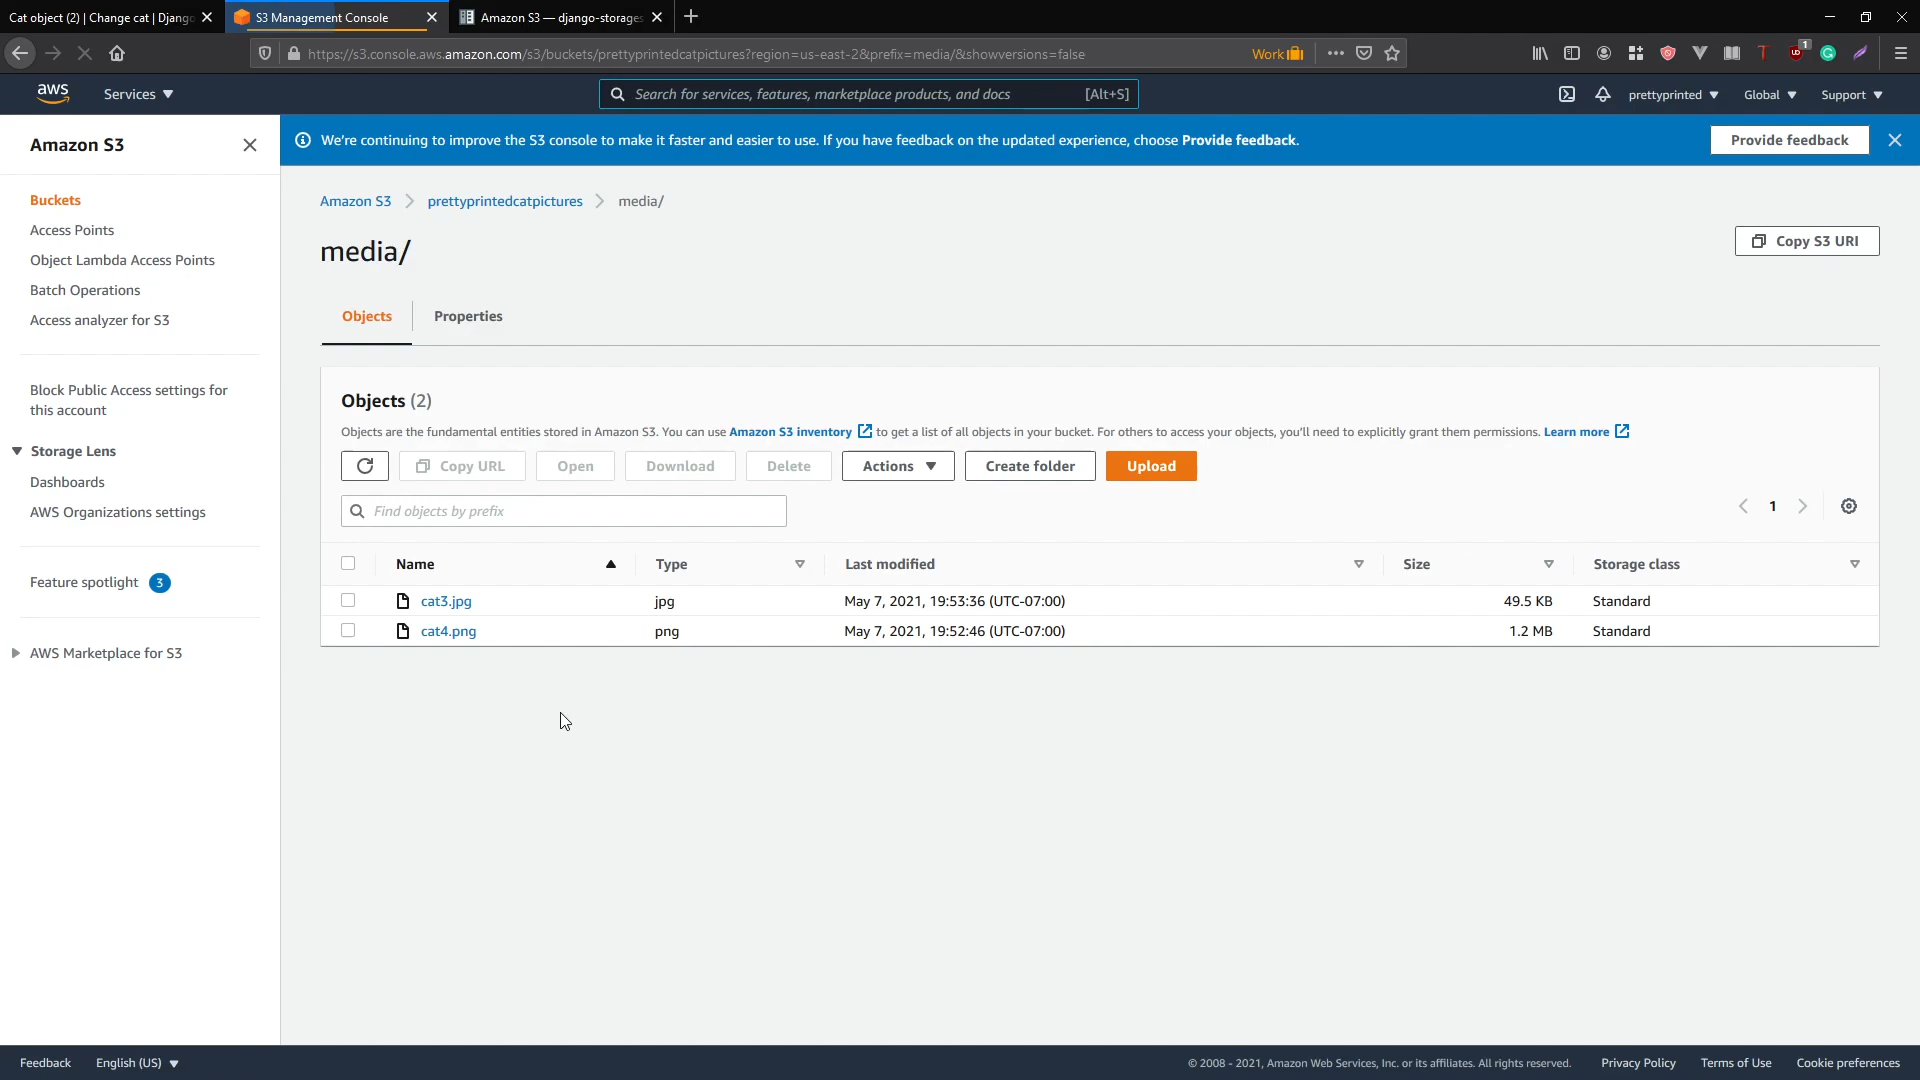 Cat object (2) | Change cat | Djang
S3 Management Console
Amazon S3 — django-storages
https://s3.console.aws.amazon.com/s3/buckets/prettyprintedcatpictures?region=us-east-2&prefix=media/&showversions=false
Work
1
aws
Services
Search for services, features, marketplace products, and docs
[Alt+S]
prettyprinted
Global
Support
Amazon S3
We're continuing to improve the S3 console to make it faster and easier to use. If you have feedback on the updated experience, choose Provide feedback.
Provide feedback
Buckets
Access Points
Object Lambda Access Points
Batch Operations
Access analyzer for S3
Block Public Access settings for
this account
Storage Lens
Dashboards
AWS Organizations settings
Feature spotlight 3
AWS Marketplace for S3
Amazon S3 prettyprintedcatpictures media/
media/
Copy S3 URI
Objects
Properties
Objects (2)
Objects are the fundamental entities stored in Amazon S3. You can use Amazon S3 inventory to get a list of all objects in your bucket. For others to access your objects, you'll need to explicitly grant them permissions. Learn more
Copy URL Open Download Delete Actions Create folder Upload
Find objects by prefix
1
Name Type Last modified Size Storage class
cat3.jpg jpg May 7, 2021, 19:53:36 (UTC-07:00) 49.5 KB Standard
cat4.png png May 7, 2021, 19:52:46 (UTC-07:00) 1.2 MB Standard
Feedback English (US)
© 2008 - 2021, Amazon Web Services, Inc. or its affiliates. All rights reserved. Privacy Policy Terms of Use Cookie preferences